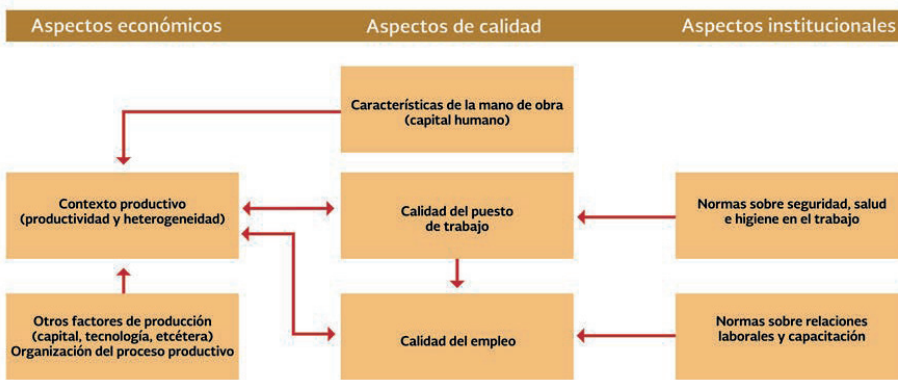 Aspectos económicos
Aspectos de calidad
Aspectos institucionales
Características de la mano de obra
(capital humano)
Contexto productivo
(productividad y heterogeneidad)
Calidad del puesto
de trabajo
Normas sobre seguridad, salud
e higiene en el trabajo
Otros factores de producción
(capital, tecnología, etcétera)
Organización del proceso productivo
Calidad del empleo
Normas sobre relaciones
laborales y capacitación